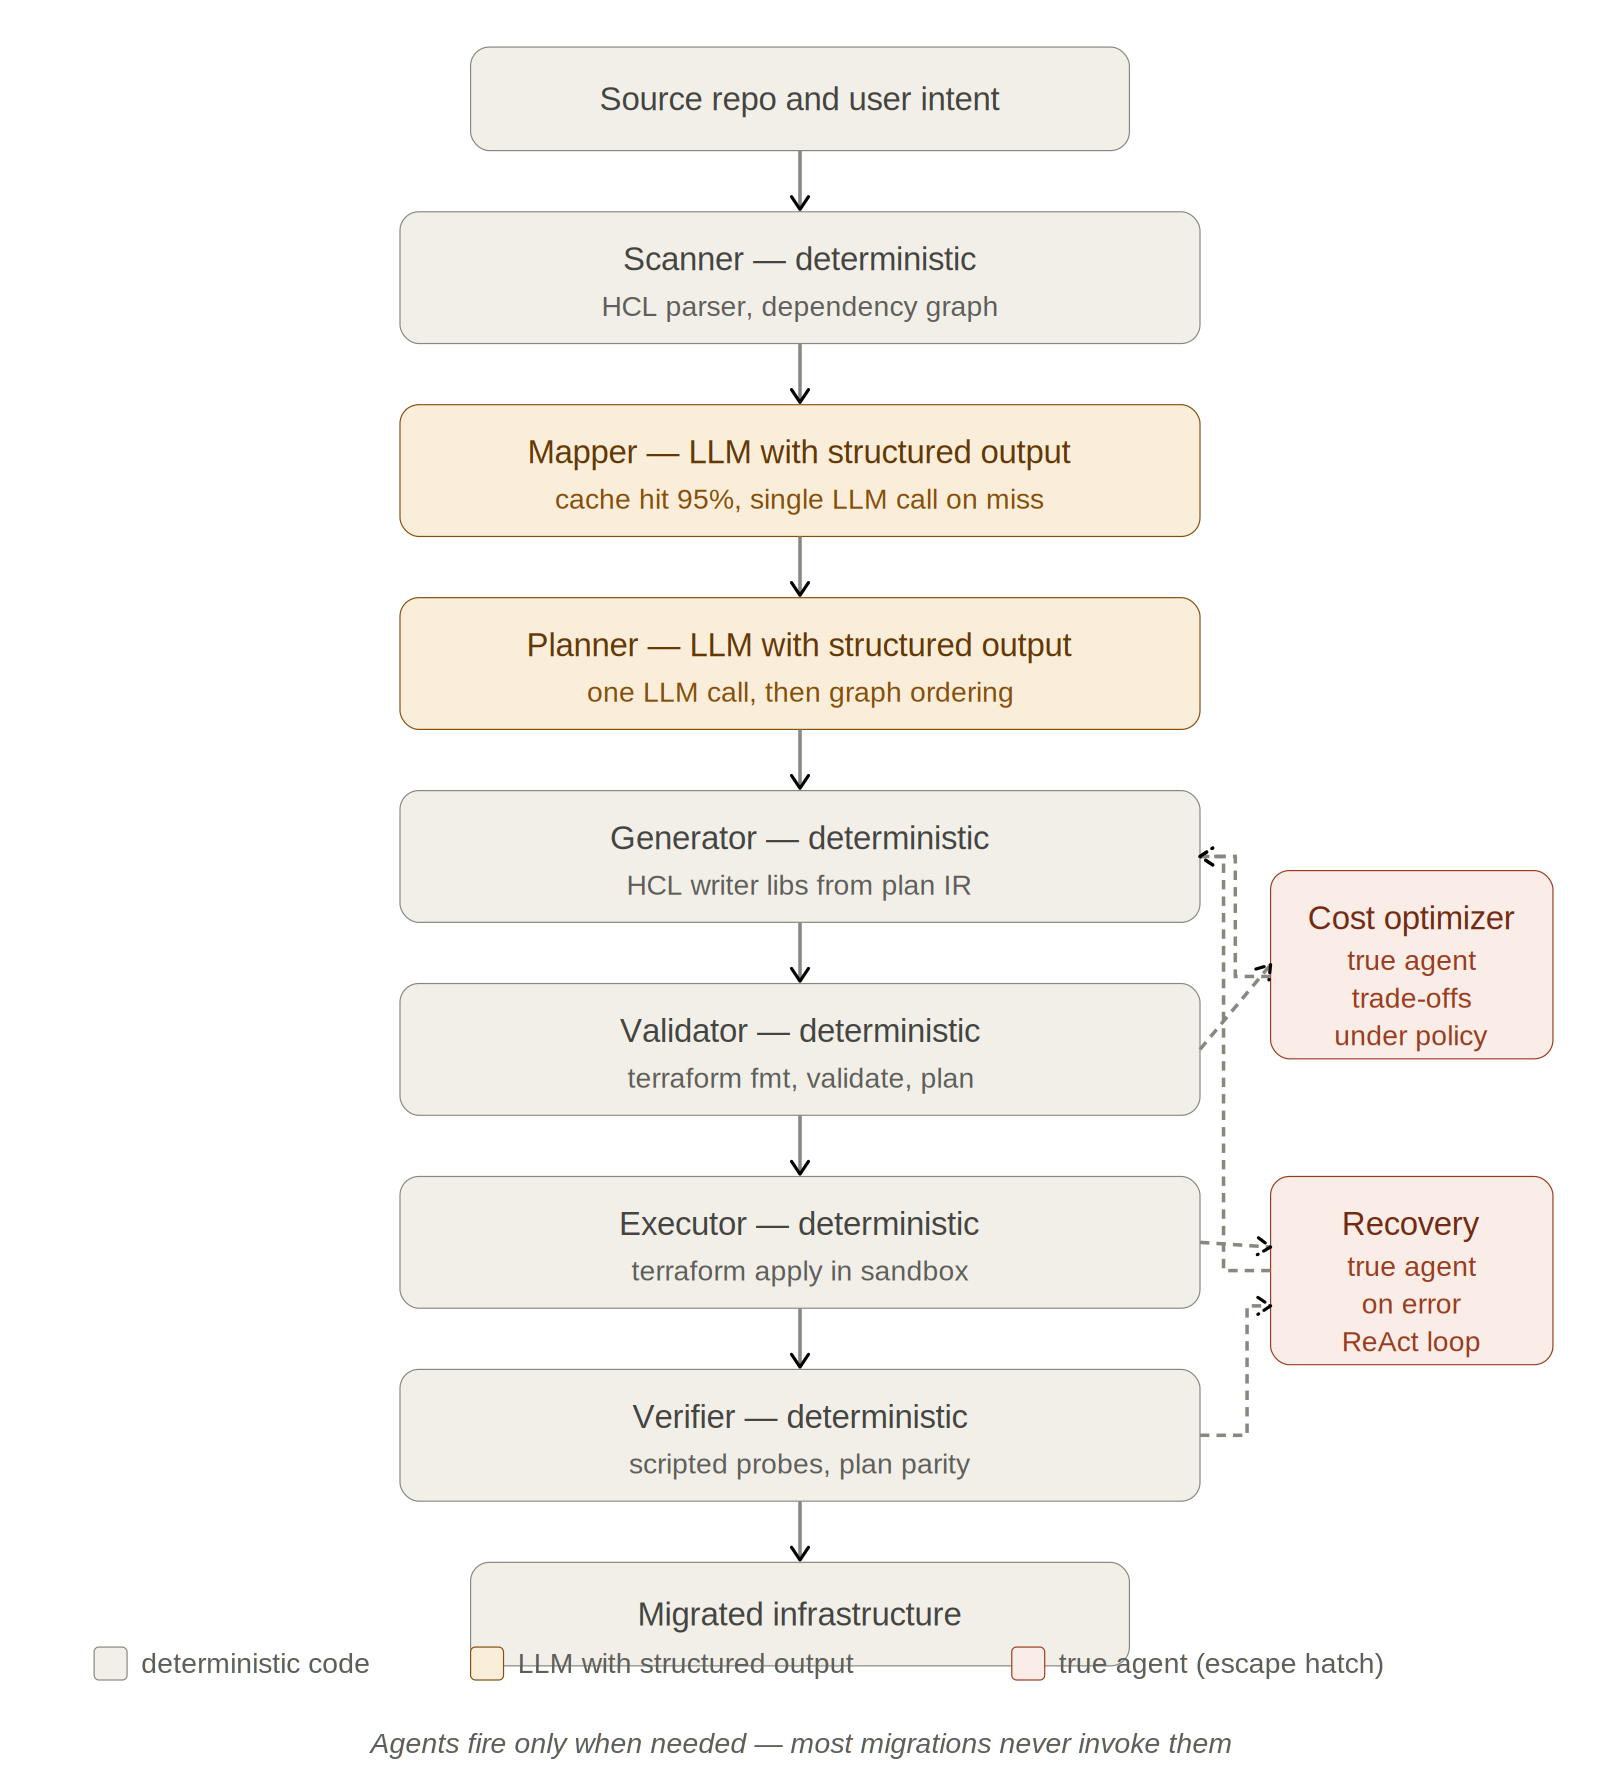 Source repo and user intent
Scanner — deterministic
HCL parser, dependency graph
Mapper — LLM with structured output
cache hit 95%, single LLM call on miss
Planner — LLM with structured output
one LLM call, then graph ordering
Generator — deterministic
HCL writer libs from plan IR
Cost optimizer
true agent
trade-offs
under policy
Validator — deterministic
terraform fmt, validate, plan
Executor — deterministic
terraform apply in sandbox
Recovery
true agent
on error
ReAct loop
Verifier — deterministic
scripted probes, plan parity
Migrated infrastructure
deterministic code
LLM with structured output
true agent (escape hatch)
Agents fire only when needed — most migrations never invoke them